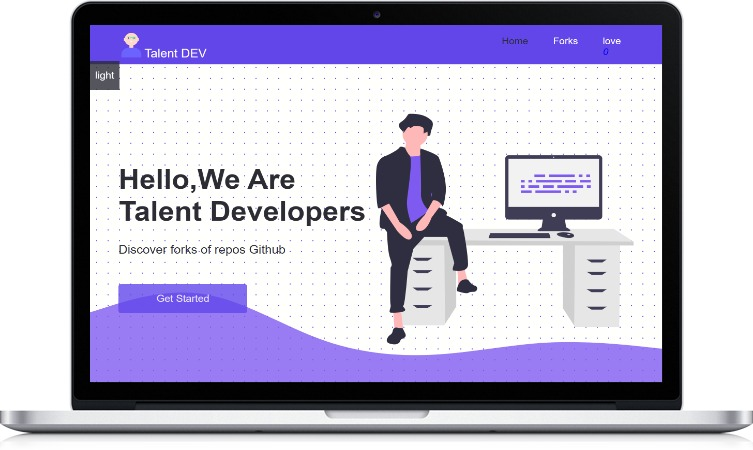 Talent DEV
Home
Forks
love
0
light
Hello,We Are
Talent Developers
Discover forks of repos Github
Get Started